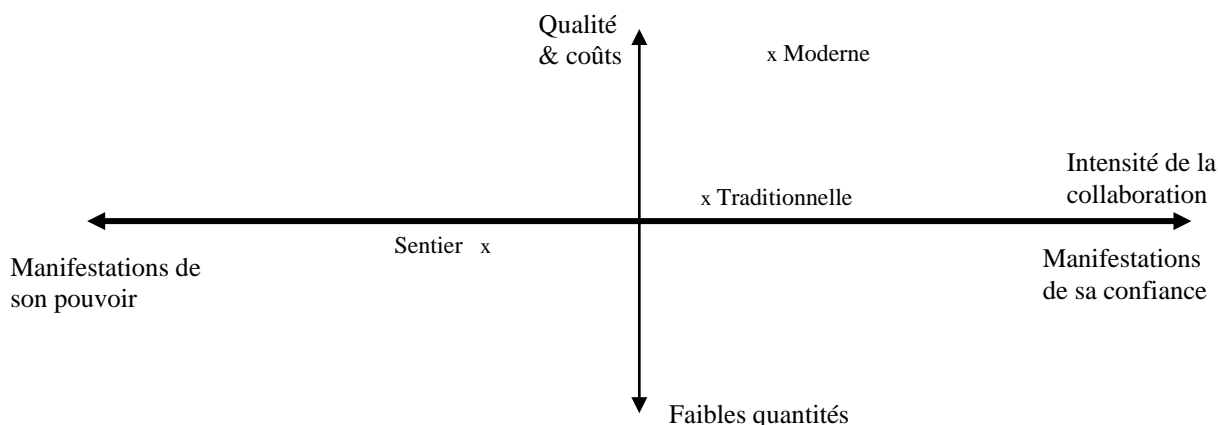 Qualité
& coûts
x Moderne
Intensité de la
collaboration
x Traditionnelle
Sentier x
Manifestations de
son pouvoir
Manifestations
de sa confiance
Faibles quantités